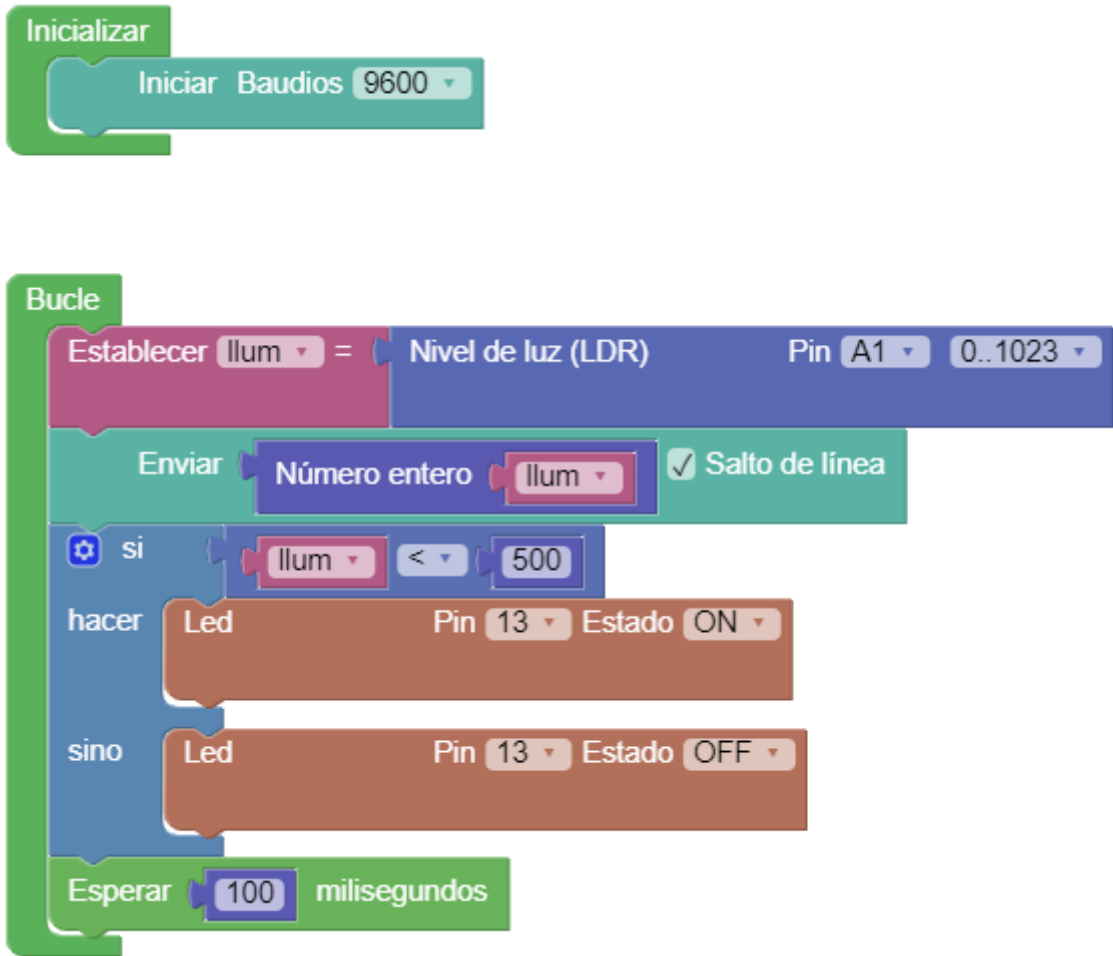 Inicializar
Iniciar Baudios 9600
Bucle
Establecer llum = Nivel de luz (LDR) Pin A1 0..1023
Enviar Número entero llum ✓ Salto de línea
si llum < 500
hacer Led Pin 13 Estado ON
sino Led Pin 13 Estado OFF
Esperar 100 milisegundos